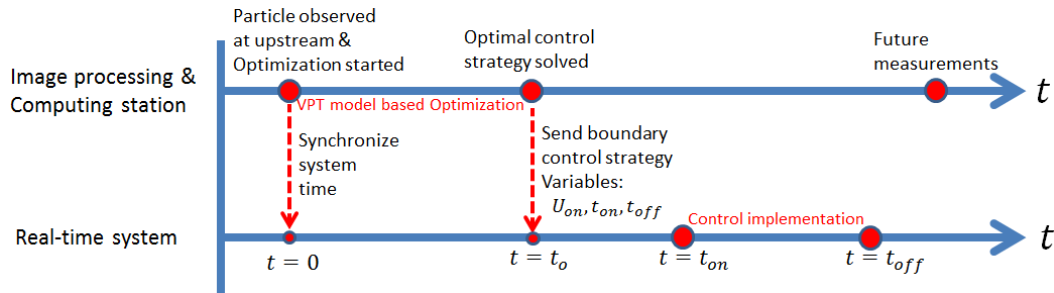 Particle observed
at upstream &
Optimization started
Optimal control
strategy solved
Future
measurements
Image processing &
Computing station
VPT model based Optimization
t
Synchronize
system
time
Send boundary
control strategy
Variables:
U_on, t_on, t_off
Control implementation
Real-time system
t
t = 0
t = t_o
t = t_on
t = t_off